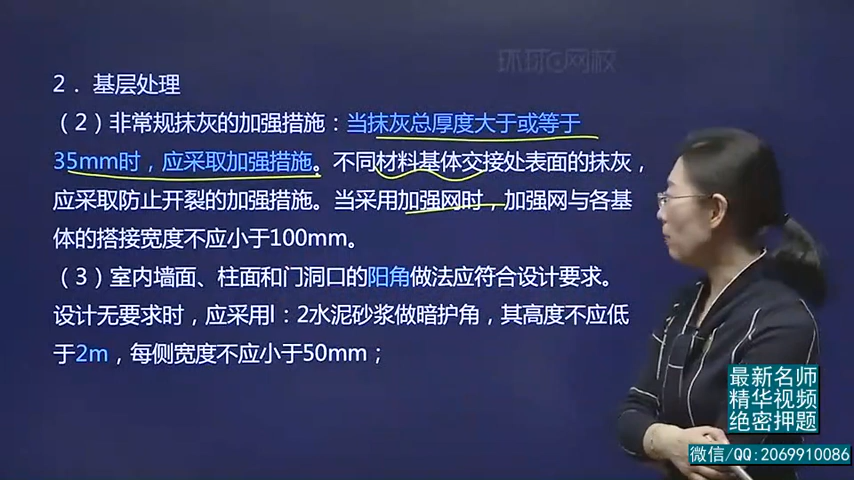 环球网校
2． 基层处理
（2）非常规抹灰的加强措施：当抹灰总厚度大于或等于
35mm时，应采取加强措施。不同材料基体交接处表面的抹灰，
应采取防止开裂的加强措施。当采用加强网时，加强网与各基
体的搭接宽度不应小于100mm。
（3）室内墙面、柱面和门洞口的阳角做法应符合设计要求。
设计无要求时，应采用l：2水泥砂浆做暗护角，其高度不应低
于2m，每侧宽度不应小于50mm；
最新名师
精华视频
绝密押题
微信/QQ:2069910086